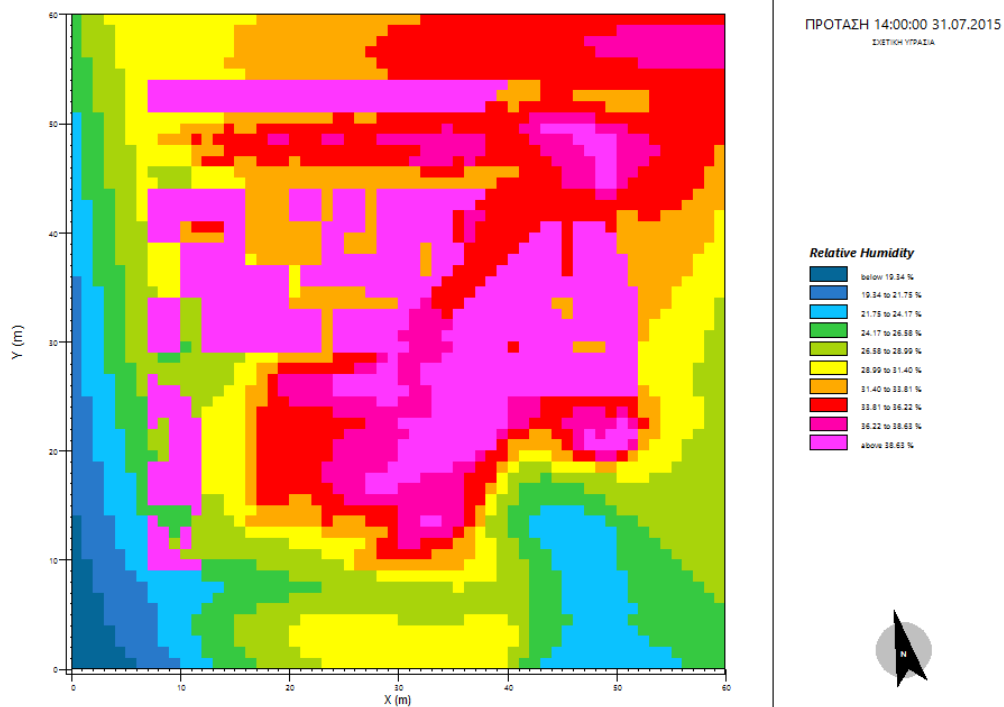 ΠΡΟΤΑΣΗ 14:00:00 31.07.2015
ΣΧΕΤΙΚΗ ΥΓΡΑΣΙΑ
60
50
40
30
20
10
0
Y (m)
0 10 20 30 40 50 60
X (m)
Relative Humidity
below 19.34 %
19.34 to 21.75 %
21.75 to 24.17 %
24.17 to 26.58 %
26.58 to 28.99 %
28.99 to 31.40 %
31.40 to 33.81 %
33.81 to 36.22 %
36.22 to 38.63 %
above 38.63 %
N